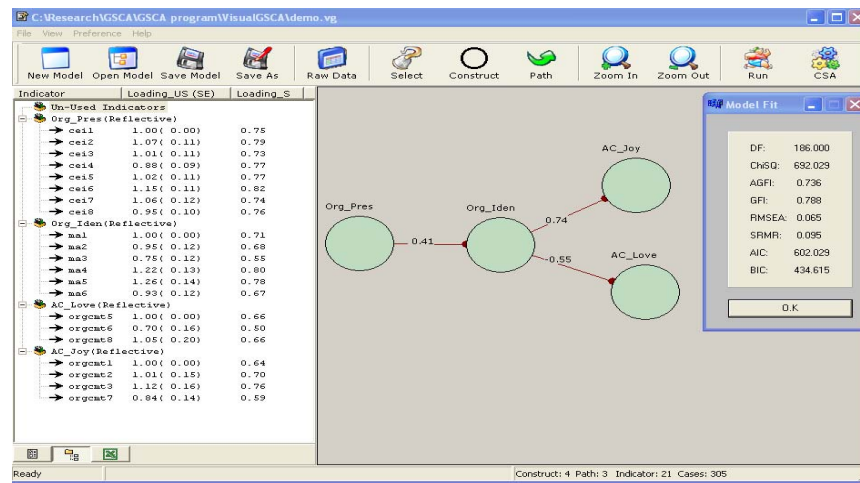 C:\Research\GSCA\GSCA program\VisualGSCA\demo.vg
File View Preference Help
New Model Open Model Save Model Save As Raw Data Select Construct Path Zoom In Zoom Out Run CSA
Indicator Loading_US (SE) Loading_S
Un-Used Indicators
Org_Pres(Reflective)
cei1 1.00( 0.00) 0.75
cei2 1.07( 0.11) 0.79
cei3 1.01( 0.11) 0.73
cei4 0.88( 0.09) 0.77
cei5 1.02( 0.11) 0.77
cei6 1.15( 0.11) 0.82
cei7 1.06( 0.12) 0.74
cei8 0.95( 0.10) 0.76
Org_Iden(Reflective)
ma1 1.00( 0.00) 0.71
ma2 0.95( 0.12) 0.68
ma3 0.75( 0.12) 0.55
ma4 1.22( 0.13) 0.80
ma5 1.26( 0.14) 0.78
ma6 0.93( 0.12) 0.67
AC_Love(Reflective)
orgcmt5 1.00( 0.00) 0.66
orgcmt6 0.70( 0.16) 0.50
orgcmt8 1.05( 0.20) 0.66
AC_Joy(Reflective)
orgcmt1 1.00( 0.00) 0.64
orgcmt2 1.01( 0.15) 0.70
orgcmt3 1.12( 0.16) 0.76
orgcmt7 0.84( 0.14) 0.59
Org_Pres
0.41
Org_Iden
0.74
AC_Joy
-0.55
AC_Love
Model Fit
DF: 186.000
ChiSQ: 692.029
AGFI: 0.736
GFI: 0.788
RMSEA: 0.065
SRMR: 0.095
AIC: 602.029
BIC: 434.615
O.K
Ready
Construct: 4 Path: 3 Indicator: 21 Cases: 305